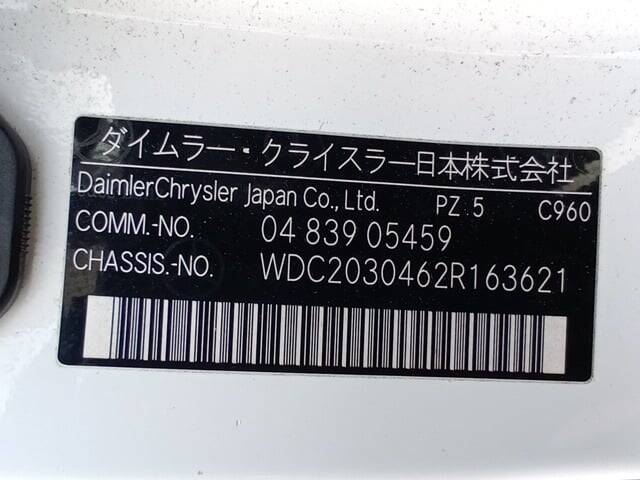 ダイムラー・クライスラー日本株式会社
DaimlerChrysler Japan Co., Ltd. PZ 5 C960
COMM.-NO. 04 839 05459
CHASSIS.-NO. WDC2030462R163621